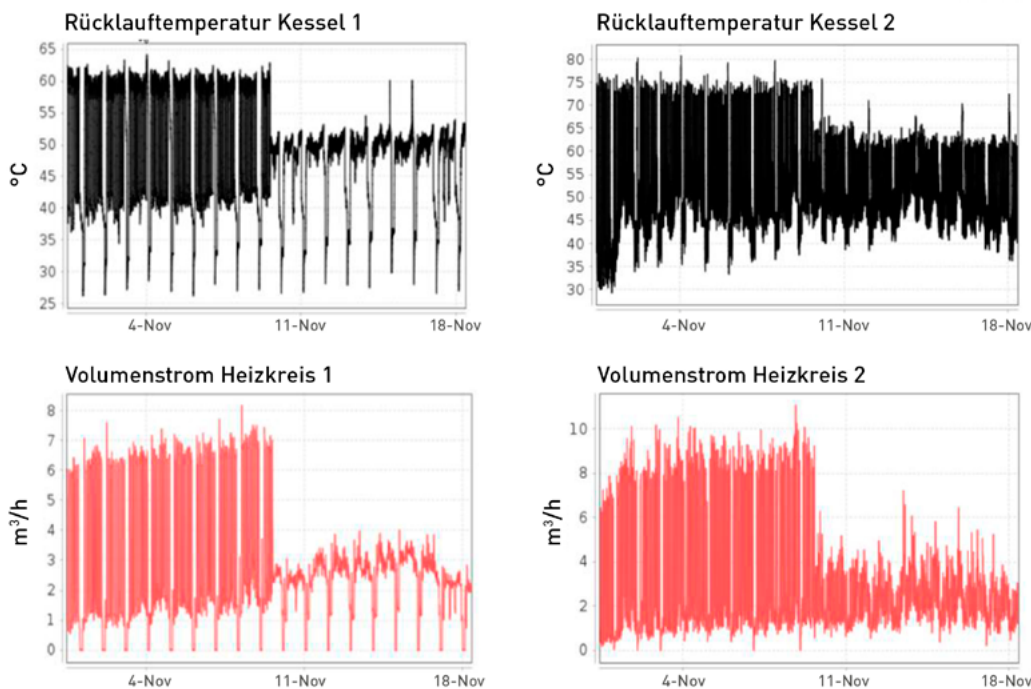 Rücklauftemperatur Kessel 1
65
60
55
50
45
40
35
30
25
°C
4-Nov
11-Nov
18-Nov
Rücklauftemperatur Kessel 2
80
75
70
65
60
55
50
45
40
35
30
°C
4-Nov
11-Nov
18-Nov
Volumenstrom Heizkreis 1
8
7
6
5
4
3
2
1
0
m³/h
4-Nov
11-Nov
18-Nov
Volumenstrom Heizkreis 2
10
8
6
4
2
0
m³/h
4-Nov
11-Nov
18-Nov